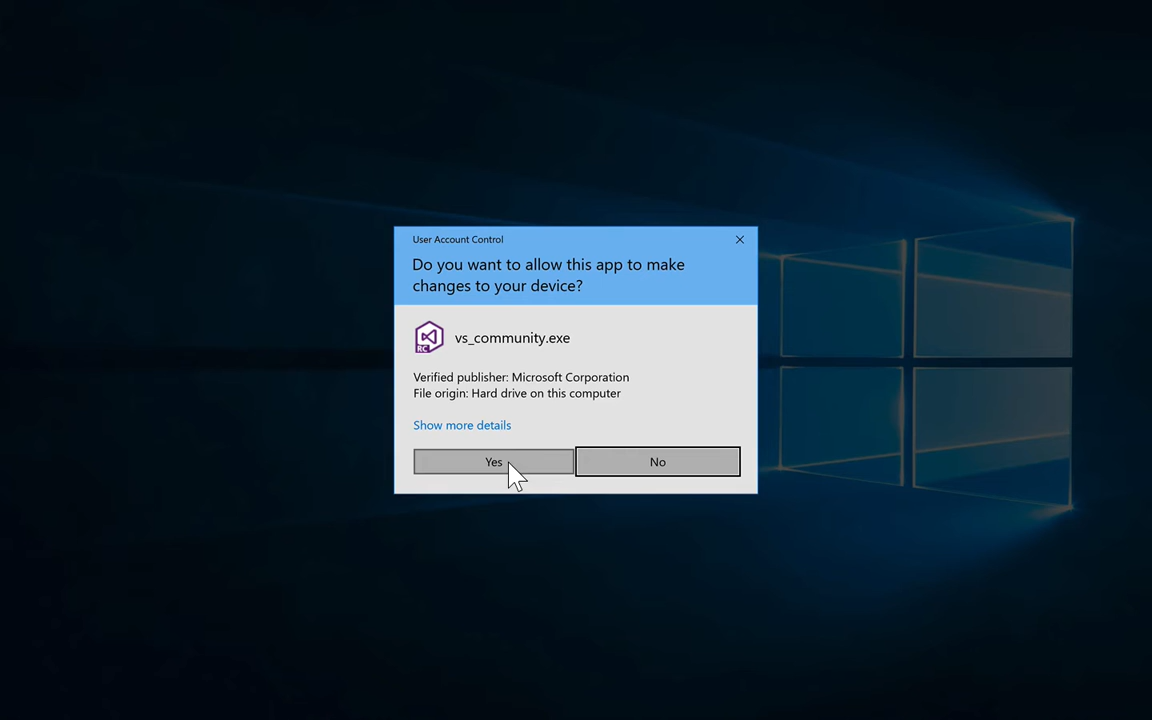 User Account Control
Do you want to allow this app to make
changes to your device?
RC
vs_community.exe
Verified publisher: Microsoft Corporation
File origin: Hard drive on this computer
Show more details
Yes
No